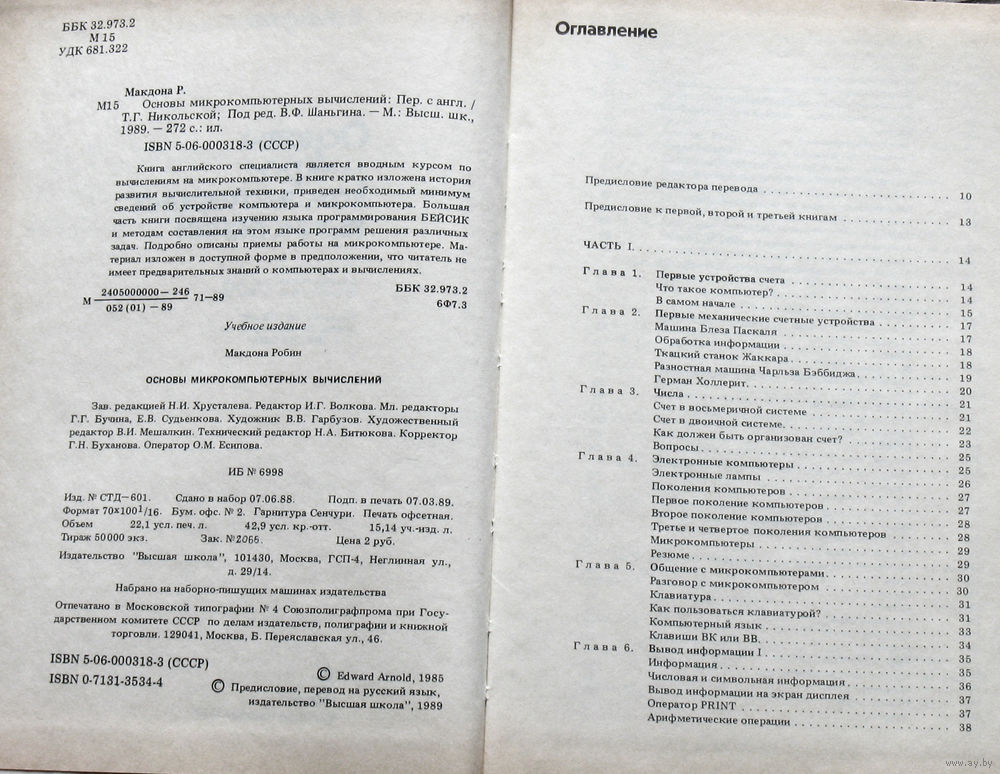 ББК 32.973.2
М 15
УДК 681.322
Макдона Р.
М15 Основы микрокомпьютерных вычислений: Пер. с англ. /
Т.Г. Никольской; Под ред. В.Ф. Шаньгина. — М.: Высш. шк.,
1989. — 272 с.: ил.
ISBN 5-06-000318-3 (СССР)
Книга английского специалиста является вводным курсом по
вычислениям на микрокомпьютере. В книге кратко изложена история
развития вычислительной техники, приведен необходимый минимум
сведений об устройстве компьютера и микрокомпьютера. Большая
часть книги посвящена изучению языка программирования БЕЙСИК
и методам составления на этом языке программ решения различных
задач. Подробно описаны приемы работы на микрокомпьютере. Ма-
териал изложен в доступной форме в предположении, что читатель не
имеет предварительных знаний о компьютерах и вычислениях.
М 2405000000—246 71—89
052 (01) — 89
ББК 32.973.2
6Ф7.3
Учебное издание
Макдона Робин
ОСНОВЫ МИКРОКОМПЬЮТЕРНЫХ ВЫЧИСЛЕНИЙ
Зав. редакцией Н.И. Хрусталева. Редактор И.Г. Волкова. Мл. редакторы
Г.Г. Бучина, Е.В. Судьенкова. Художник В.В. Гарбузов. Художественный
редактор В.И. Мешалкин. Технический редактор Н.А. Битюкова. Корректор
Г.Н. Буханова. Оператор О.М. Есипова.
ИБ № 6998
Изд. № СТД—601. Сдано в набор 07.06.88. Подп. в печать 07.03.89.
Формат 70×100 1/16. Бум. офс. № 2. Гарнитура Сенчури. Печать офсетная.
Объем 22,1 усл. печ. л. 42,9 усл. кр.-отт. 15,14 уч.-изд. л.
Тираж 50000 экз. Зак. №2066. Цена 2 руб.
Издательство "Высшая школа", 101430, Москва, ГСП-4, Неглинная ул.,
д. 29/14.
Набрано на наборно-пишущих машинах издательства
Отпечатано в Московской типографии № 4 Союзполиграфпрома при Госу-
дарственном комитете СССР по делам издательств, полиграфии и книжной
торговли. 129041, Москва, Б. Переяславская ул., 46.
ISBN 5-06-000318-3 (СССР)
ISBN 0-7131-3534-4
© Edward Arnold, 1985
© Предисловие, перевод на русский язык,
издательство "Высшая школа", 1989
Оглавление
Предисловие редактора перевода 10
Предисловие к первой, второй и третьей книгам 13
ЧАСТЬ I. 14
Глава 1. Первые устройства счета 14
Что такое компьютер? 14
В самом начале 15
Глава 2. Первые механические счетные устройства 17
Машина Блеза Паскаля 17
Обработка информации 18
Ткацкий станок Жаккара 18
Разностная машина Чарльза Бэббиджа 19
Герман Холлерит. 20
Глава 3. Числа 21
Счет в восьмеричной системе 21
Счет в двоичной системе. 22
Как должен быть организован счет? 23
Вопросы 25
Глава 4. Электронные компьютеры 25
Электронные лампы 26
Поколения компьютеров 27
Первое поколение компьютеров 27
Второе поколение компьютеров 28
Третье и четвертое поколения компьютеров 28
Микрокомпьютеры 29
Резюме 29
Глава 5. Общение с микрокомпьютерами. 30
Разговор с микрокомпьютером 30
Клавиатура 31
Как пользоваться клавиатурой? 31
Компьютерный язык 33
Клавиши ВК или ВВ. 34
Глава 6. Вывод информации I 35
Информация 35
Числовая и символьная информация 36
Вывод информации на экран дисплея 37
Оператор PRINT 37
Арифметические операции 38
www.ay.by